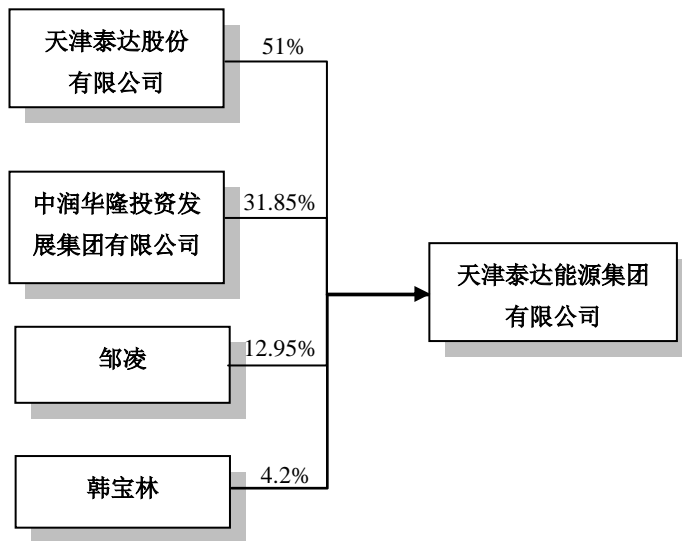 天津泰达股份
有限公司
51%
中润华隆投资发
展集团有限公司
31.85%
天津泰达能源集团
有限公司
邹凌
12.95%
韩宝林
4.2%